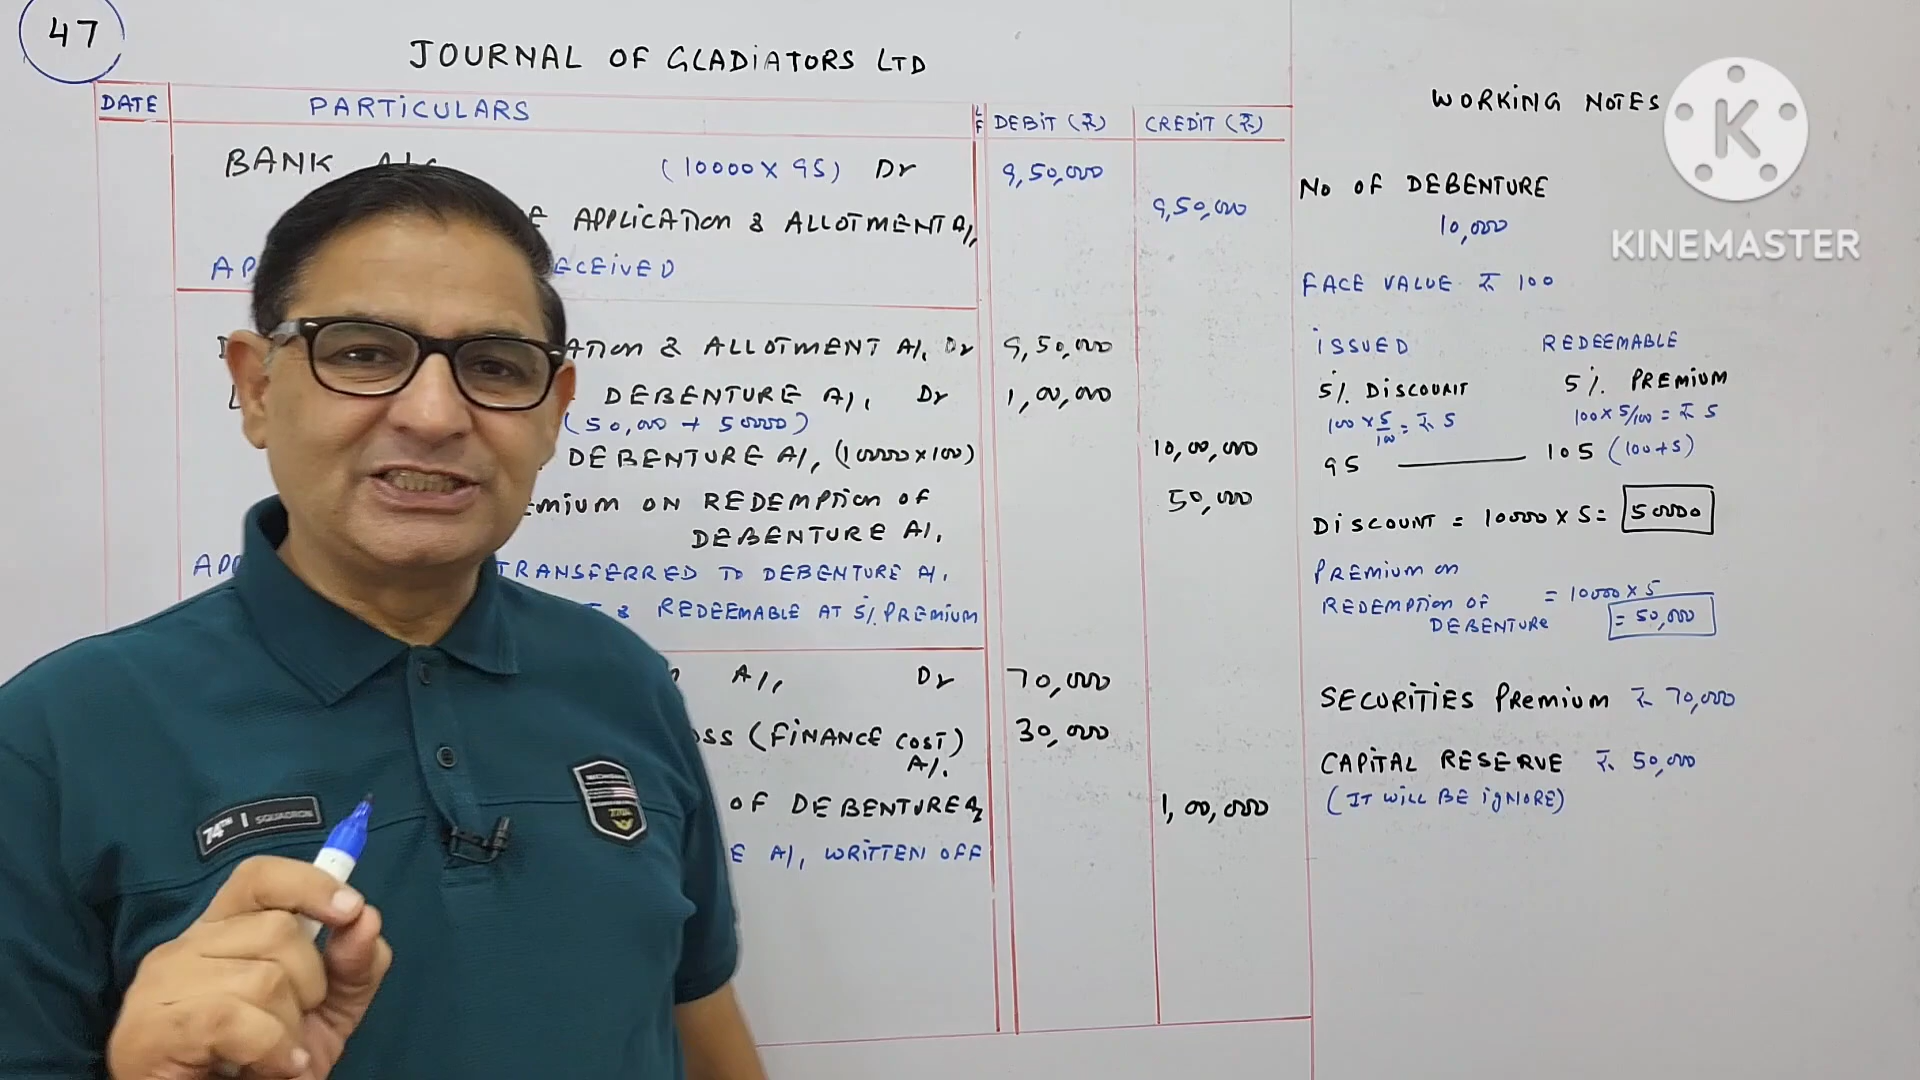 47
JOURNAL OF GLADIATORS LTD
DATE
PARTICULARS
LF
DEBIT (₹)
CREDIT (₹)
BANK A/c (10000 X 95) Dr 9,50,000
APPLICATION & ALLOTMENT A/c 9,50,000
RECEIVED
& ALLOTMENT A/c Dr 9,50,000
DEBENTURE A/c Dr 1,00,000
(50,000 + 50000)
DEBENTURE A/c (10000 X 100) 10,00,000
ON REDEMPTION OF 50,000
DEBENTURE A/c
TRANSFERRED TO DEBENTURE A/c
& REDEEMABLE AT 5% PREMIUM
A/c Dr 70,000
(FINANCE COST) 30,000
A/c
OF DEBENTURE A/c 1,00,000
A/c WRITTEN OFF
WORKING NOTES
NO OF DEBENTURE
10,000
FACE VALUE ₹ 100
ISSUED REDEEMABLE
5% DISCOUNT 5% PREMIUM
100 X 5/100 = ₹ 5 100 X 5/100 = ₹ 5
95 — 105 (100+5)
DISCOUNT = 10000 X 5 = 50000
PREMIUM ON
REDEMPTION OF = 10000 X 5
DEBENTURE = 50,000
SECURITIES PREMIUM ₹ 70,000
CAPITAL RESERVE ₹ 50,000
(IT WILL BE IGNORE)
K
KINEMASTER
74TH SQUADRON